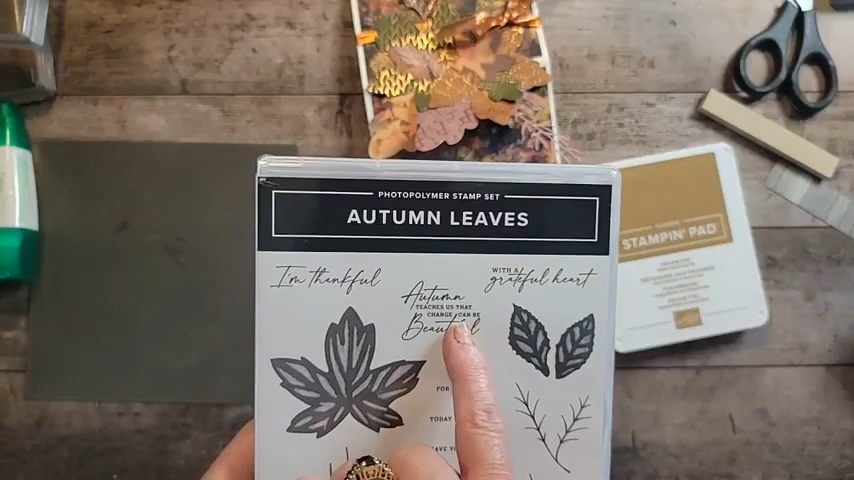 PHOTOPOLYMER STAMP SET
AUTUMN LEAVES
I'm thankful
WITH A
grateful heart
Autumn
TEACHES US THAT
CHANGE CAN BE
Beautiful
FOR
TODAY
CLASSIC
STAMPIN' PAD